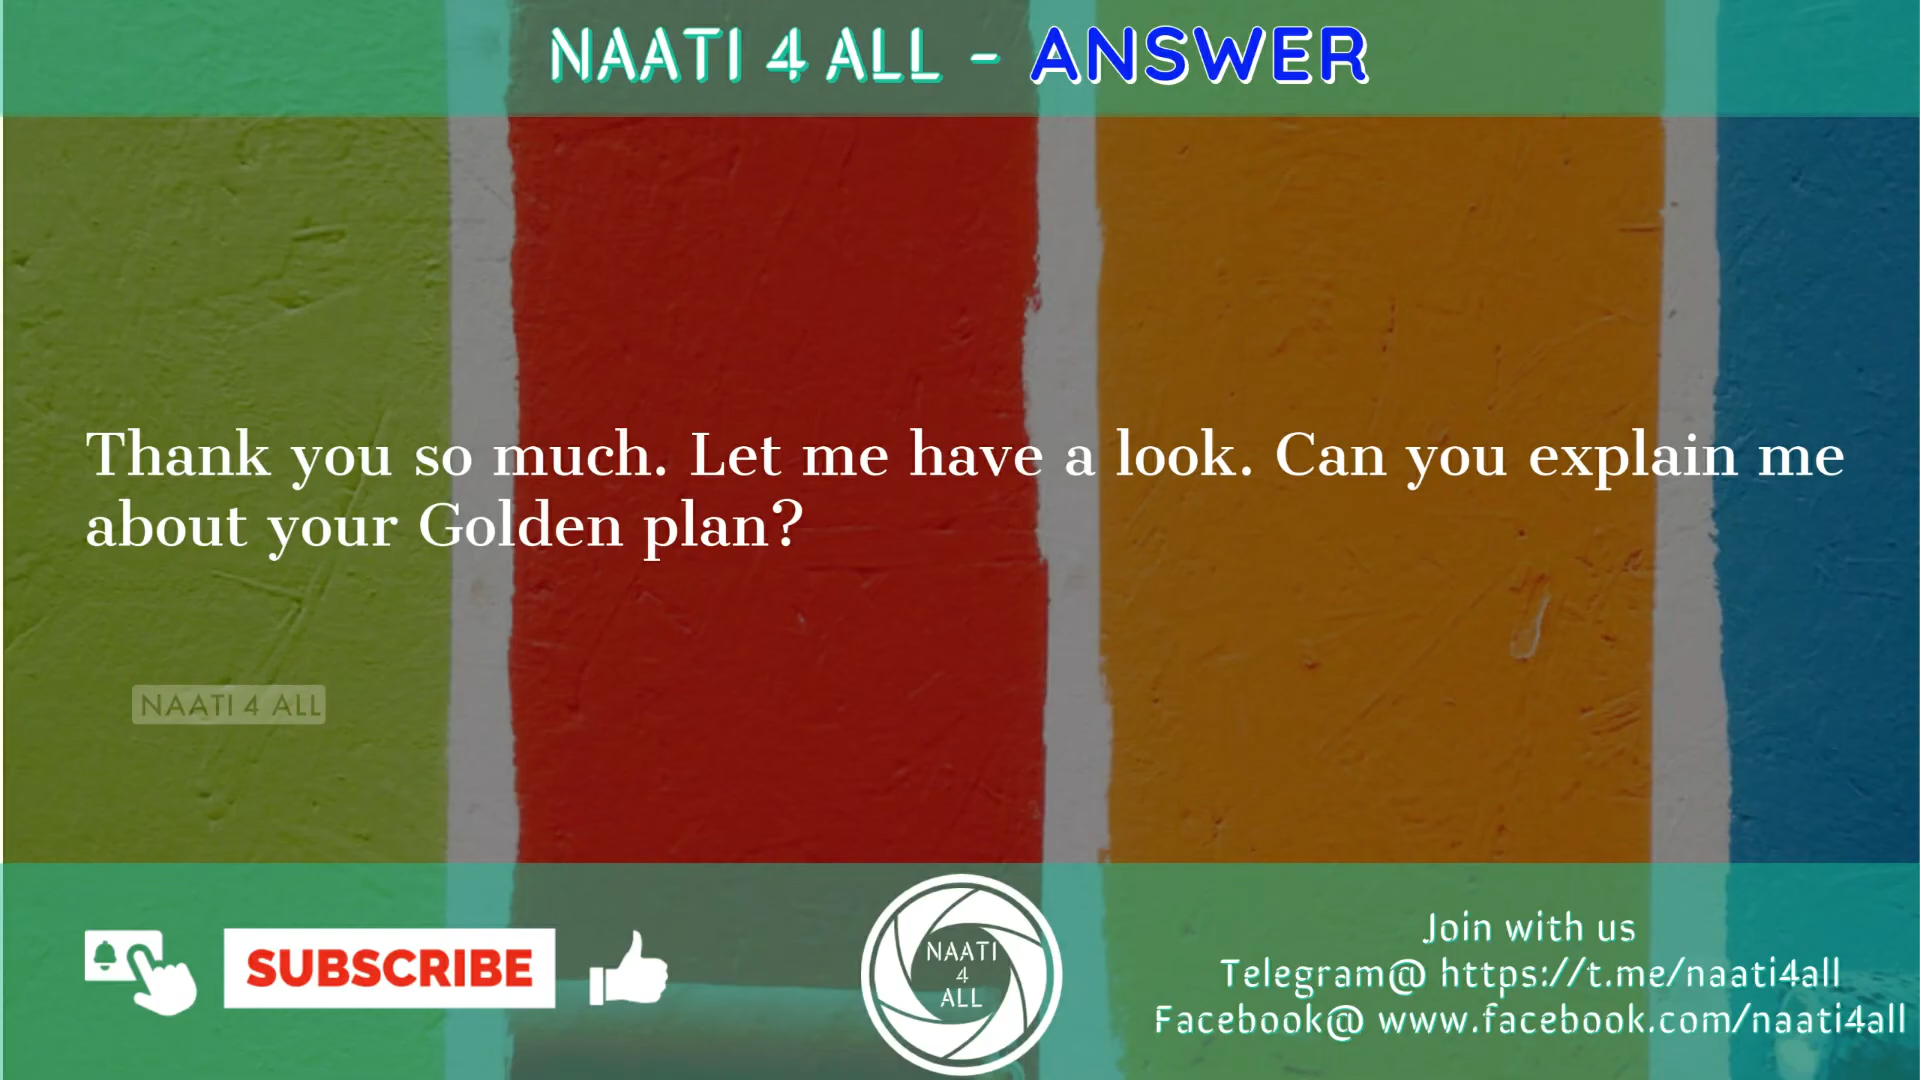 NAATI 4 ALL - ANSWER
Thank you so much. Let me have a look. Can you explain me
about your Golden plan?
NAATI 4 ALL
SUBSCRIBE
NAATI
4
ALL
Join with us
Telegram@ https://t.me/naati4all
Facebook@ www.facebook.com/naati4all